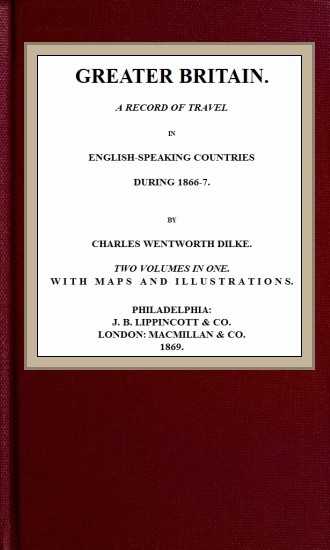 GREATER BRITAIN.
A RECORD OF TRAVEL
IN
ENGLISH-SPEAKING COUNTRIES
DURING 1866-7.
BY
CHARLES WENTWORTH DILKE.
TWO VOLUMES IN ONE.
WITH MAPS AND ILLUSTRATIONS.
PHILADELPHIA:
J. B. LIPPINCOTT & CO.
LONDON: MACMILLAN & CO.
1869.